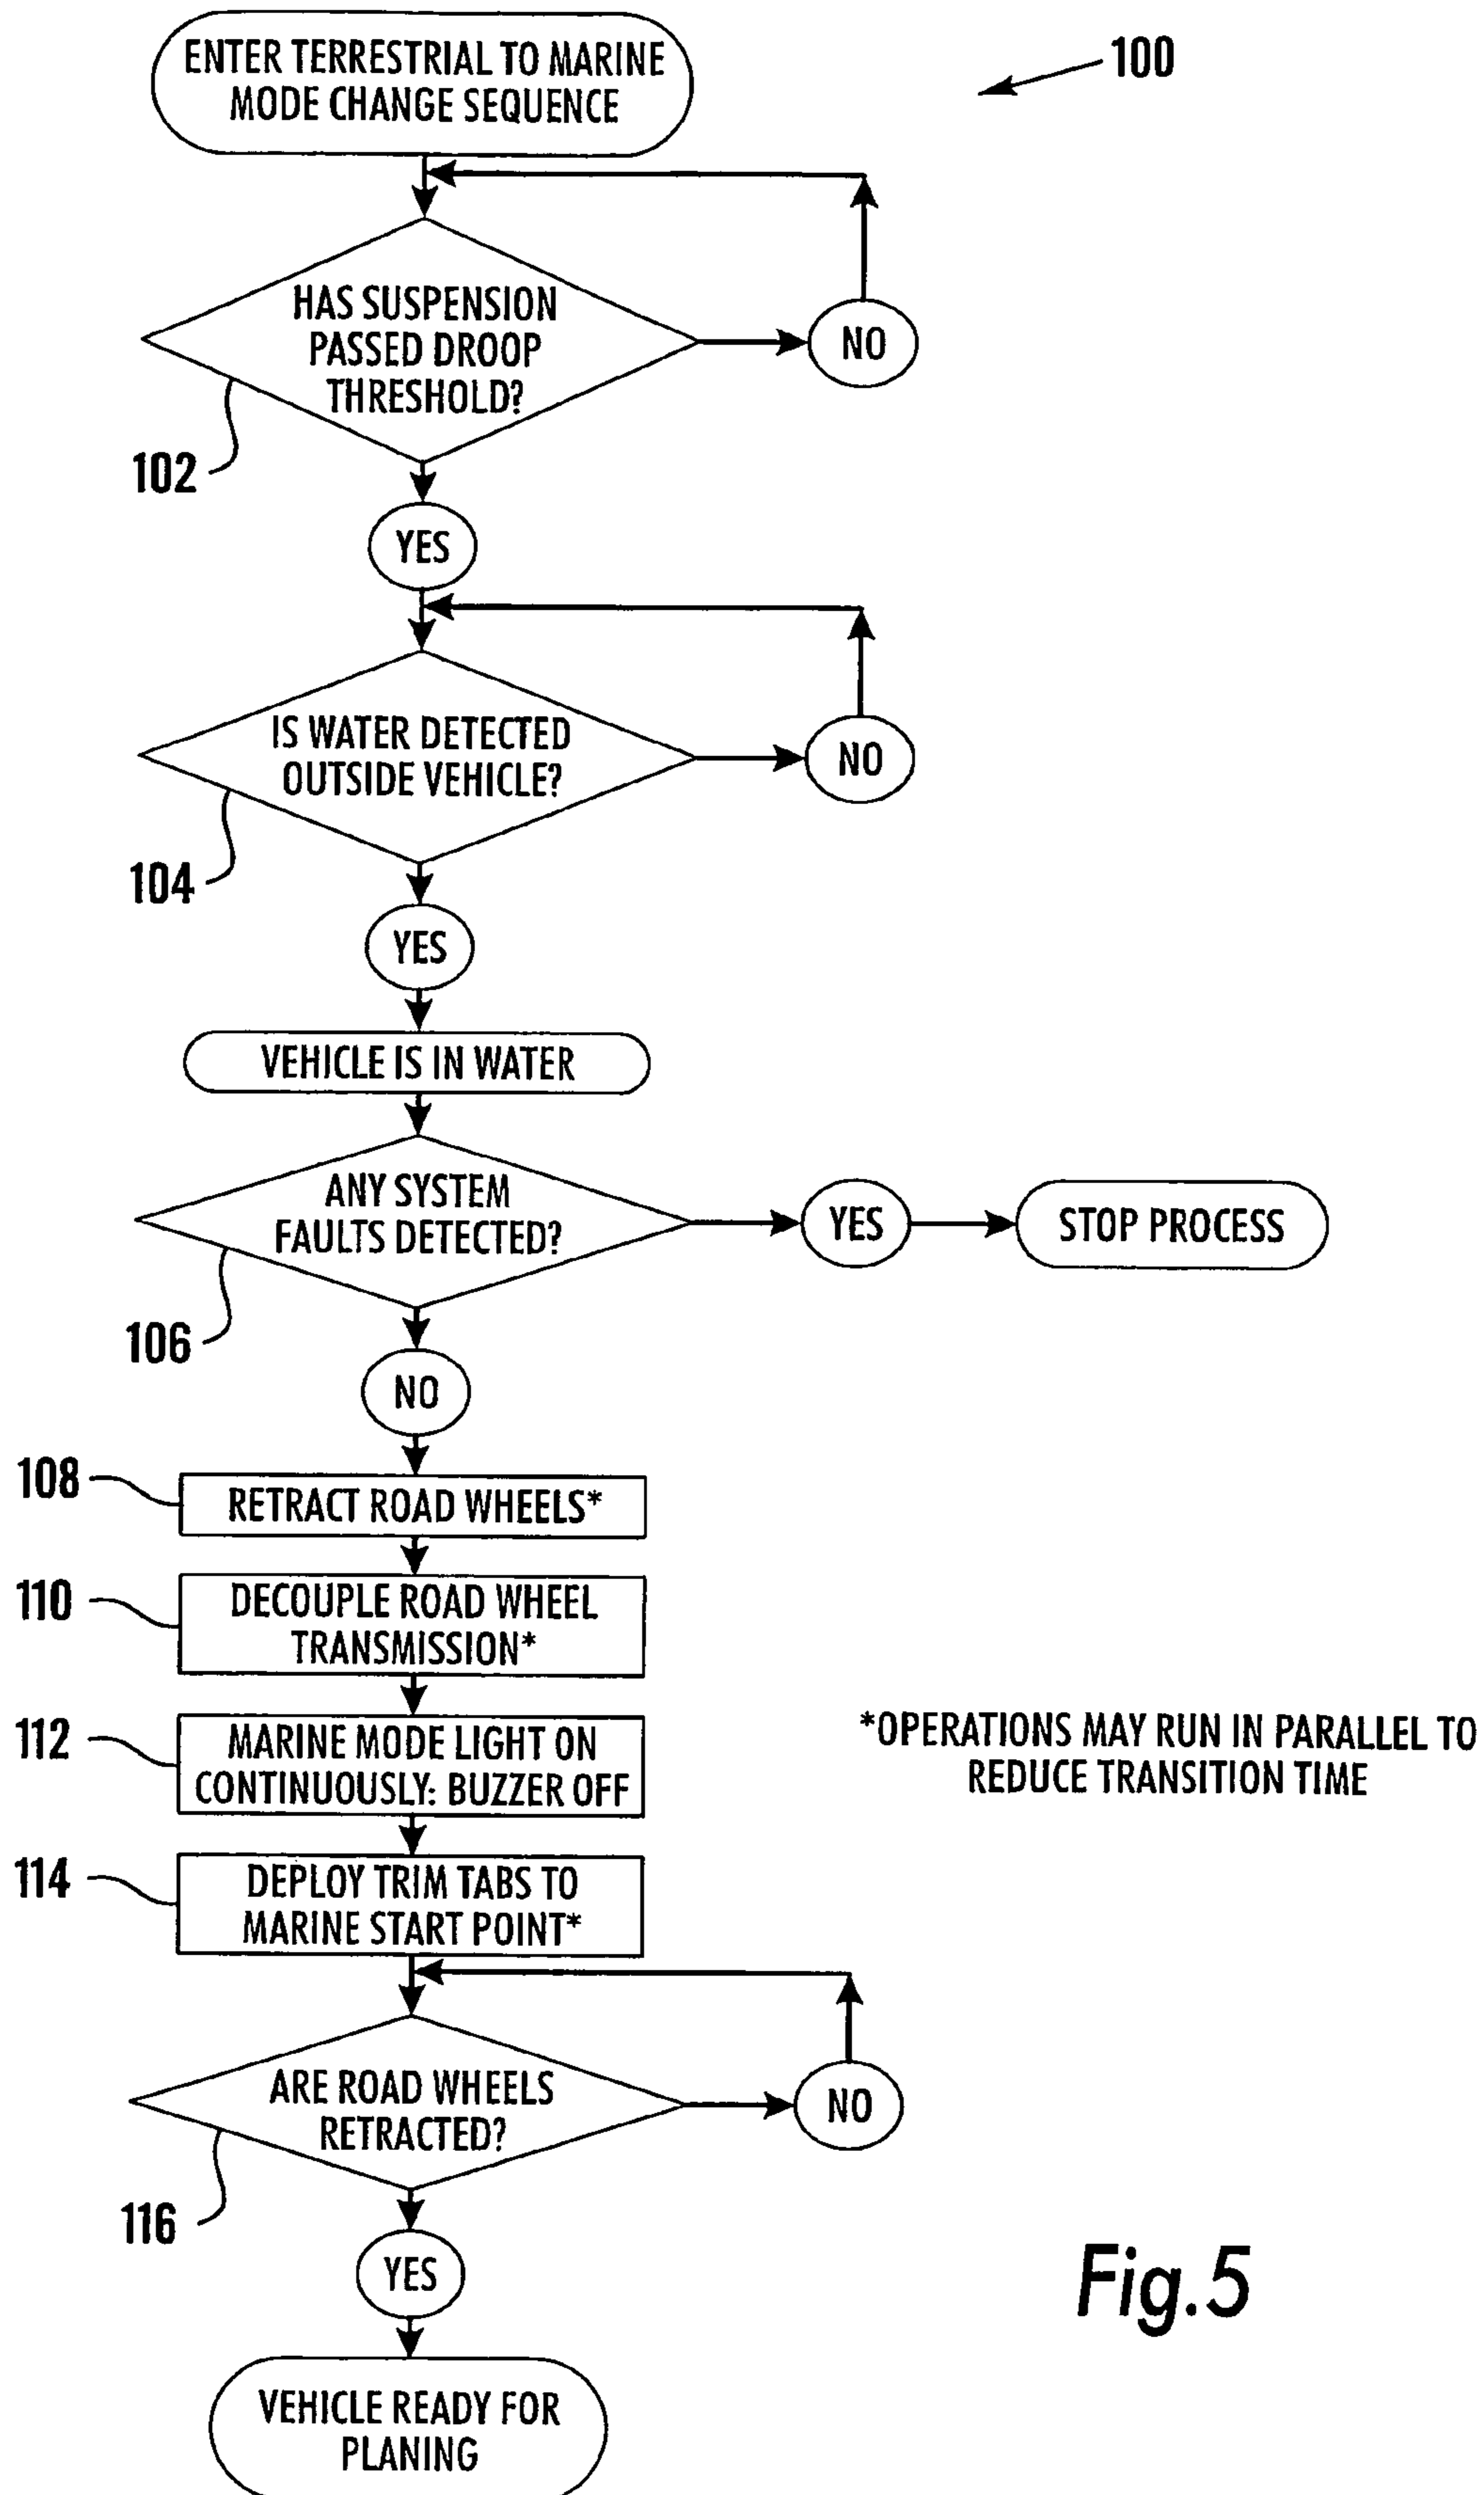 ENTER TERRESTRIAL TO MARINE
MODE CHANGE SEQUENCE
100
HAS SUSPENSION
PASSED DROOP
THRESHOLD?
NO
102
YES
IS WATER DETECTED
OUTSIDE VEHICLE?
NO
104
YES
VEHICLE IS IN WATER
ANY SYSTEM
FAULTS DETECTED?
YES
STOP PROCESS
106
NO
108
RETRACT ROAD WHEELS*
110
DECOUPLE ROAD WHEEL
TRANSMISSION*
112
MARINE MODE LIGHT ON
CONTINUOUSLY: BUZZER OFF
*OPERATIONS MAY RUN IN PARALLEL TO
REDUCE TRANSITION TIME
114
DEPLOY TRIM TABS TO
MARINE START POINT*
ARE ROAD WHEELS
RETRACTED?
NO
116
YES
VEHICLE READY FOR
PLANING
Fig.5